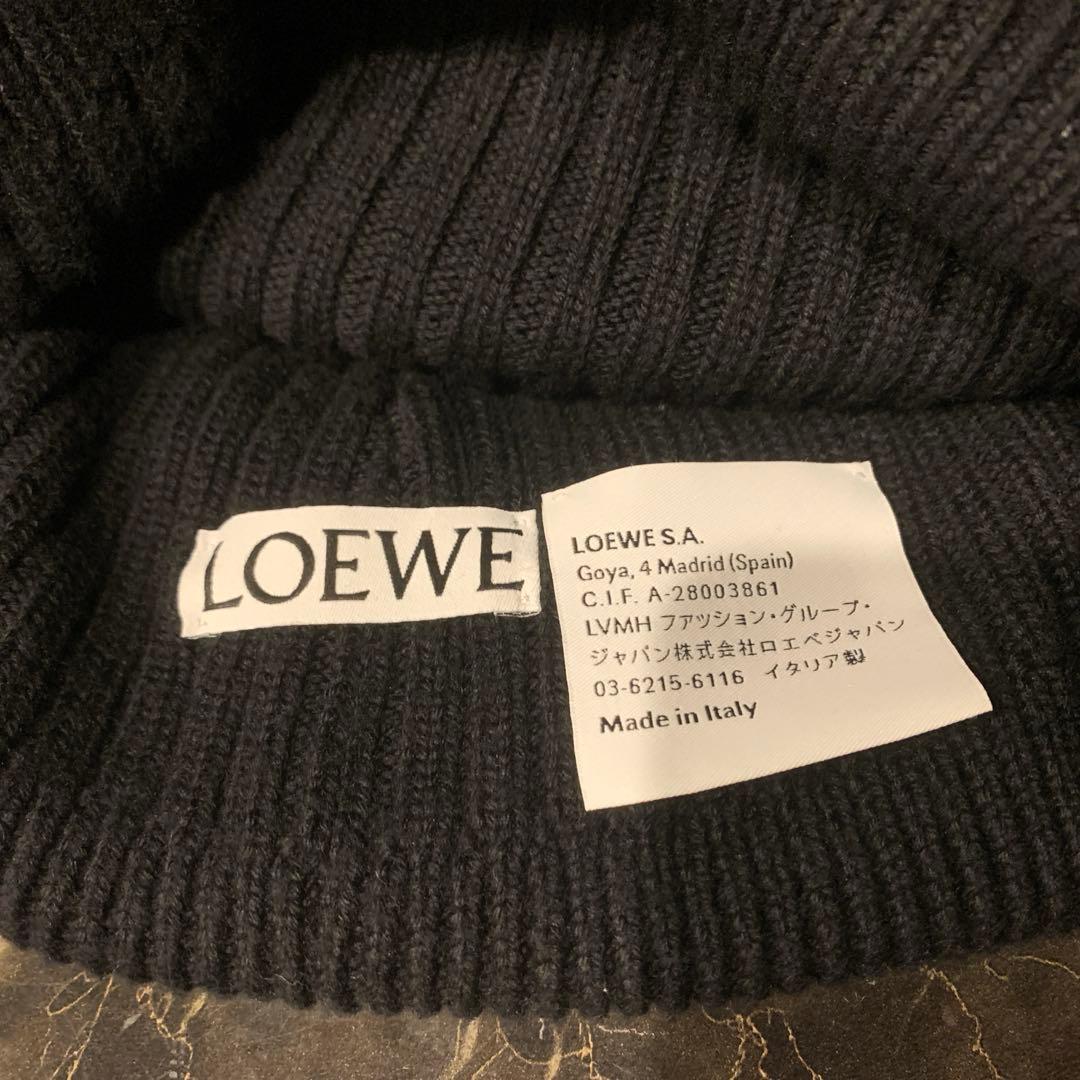 LOEWE
LOEWE S.A.
Goya, 4 Madrid (Spain)
C.I.F. A-28003861
LVMH ファッション・グループ・
ジャパン株式会社ロエベジャパン
03-6215-6116 イタリア製
Made in Italy